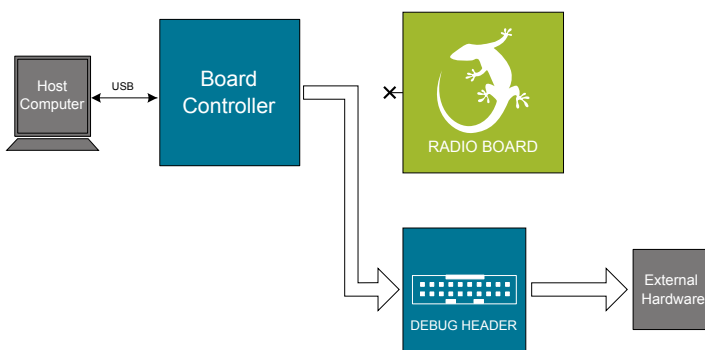 Host
Computer
USB
Board
Controller
RADIO BOARD
DEBUG HEADER
External
Hardware